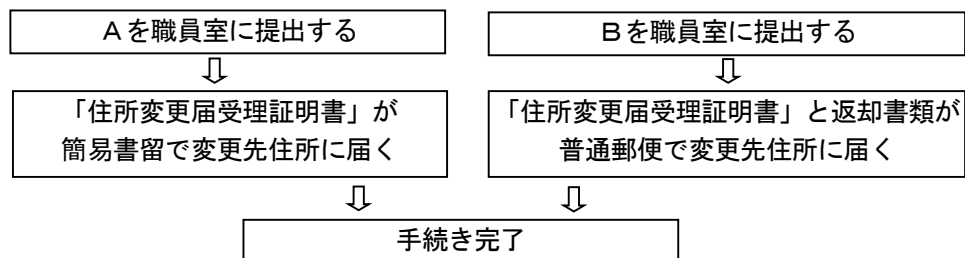 Ａを職員室に提出する
Ｂを職員室に提出する
「住所変更届受理証明書」が
簡易書留で変更先住所に届く
「住所変更届受理証明書」と返却書類が
普通郵便で変更先住所に届く
手続き完了